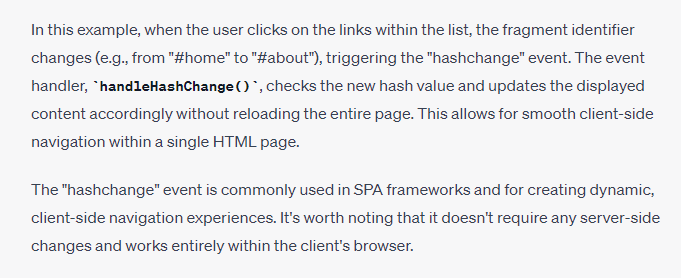 In this example, when the user clicks on the links within the list, the fragment identifier
changes (e.g., from "#home" to "#about"), triggering the "hashchange" event. The event
handler, `handleHashChange()`, checks the new hash value and updates the displayed
content accordingly without reloading the entire page. This allows for smooth client-side
navigation within a single HTML page.
The "hashchange" event is commonly used in SPA frameworks and for creating dynamic,
client-side navigation experiences. It's worth noting that it doesn't require any server-side
changes and works entirely within the client's browser.